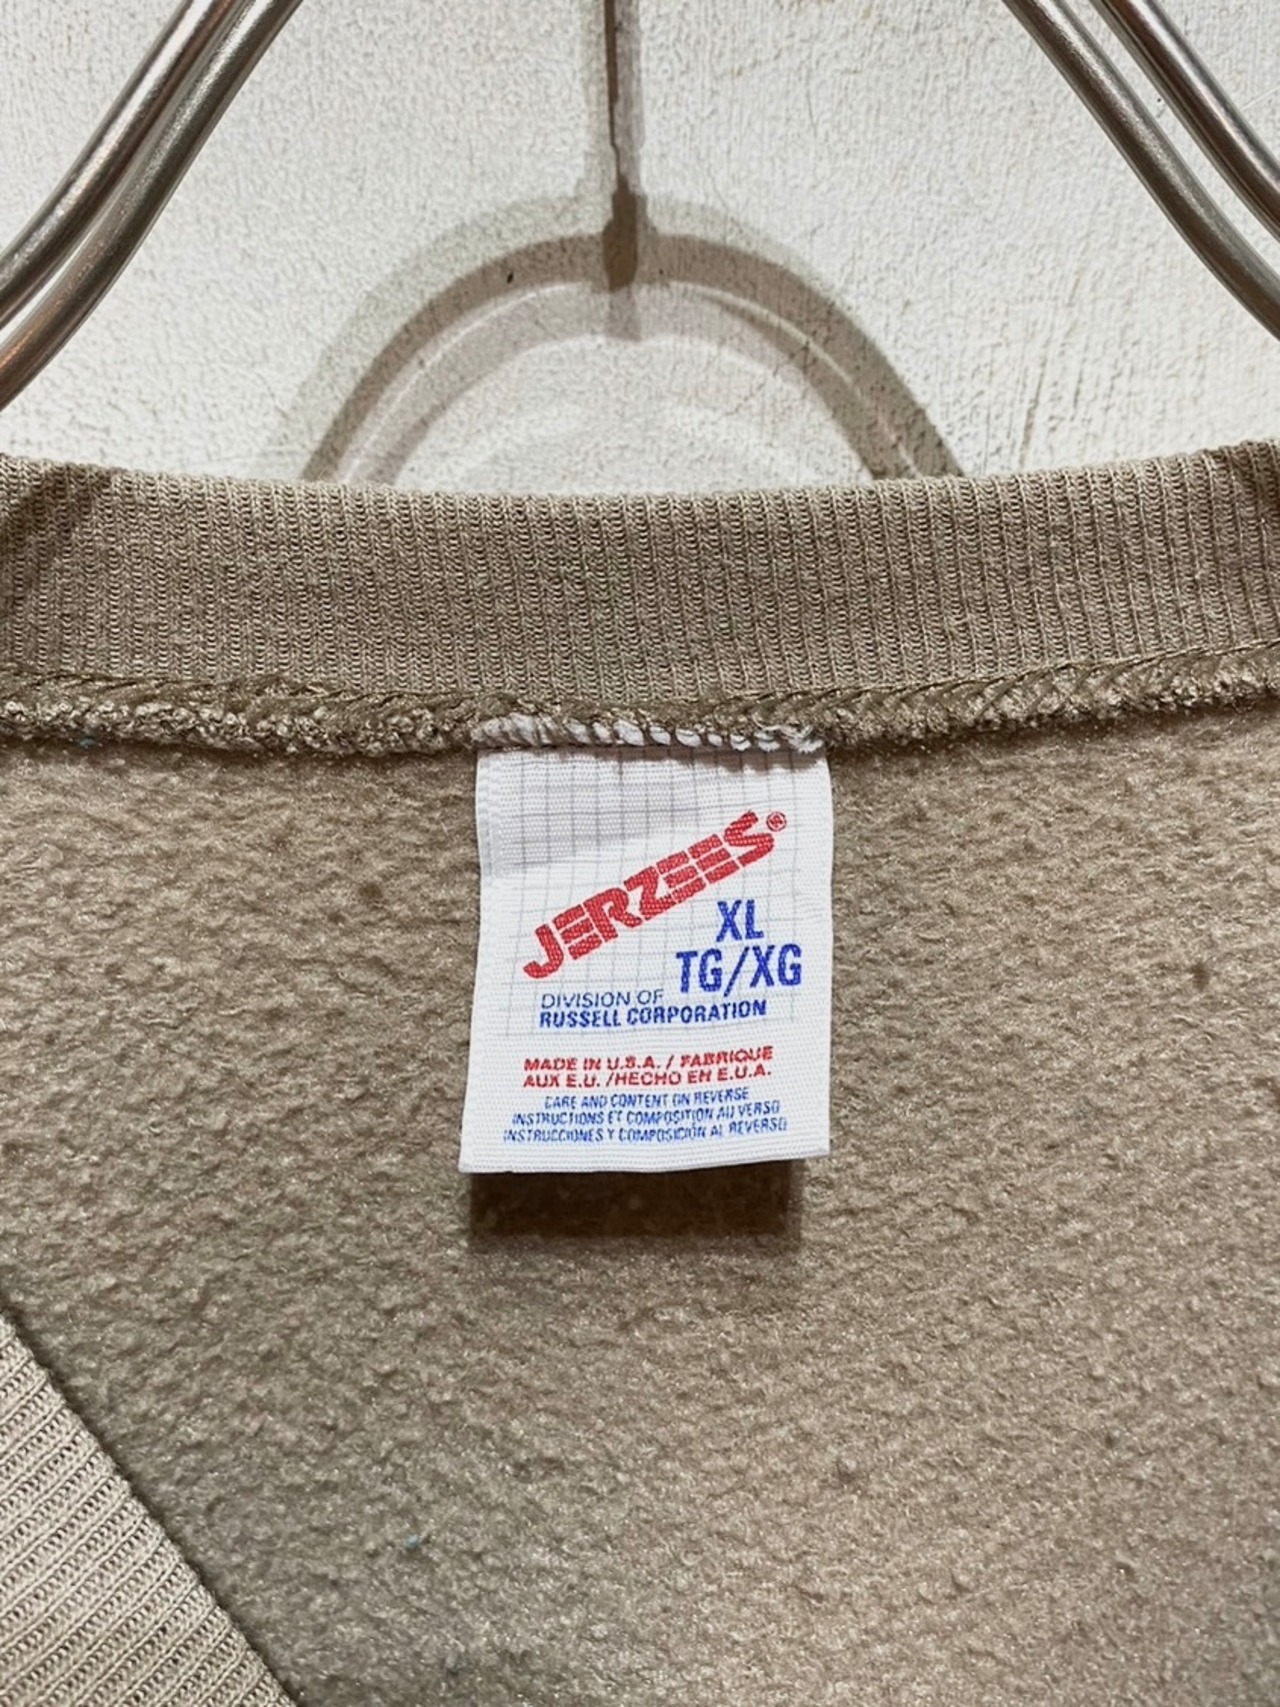 JERZEES®
XL
TG/XG
DIVISION OF
RUSSELL CORPORATION
MADE IN U.S.A. / FABRIQUE
AUX E.U. /HECHO EN E.U.A.
CARE AND CONTENT ON REVERSE
INSTRUCTIONS ET COMPOSITION AU VERSO
INSTRUCCIONES Y COMPOSICIÓN AL REVERSO